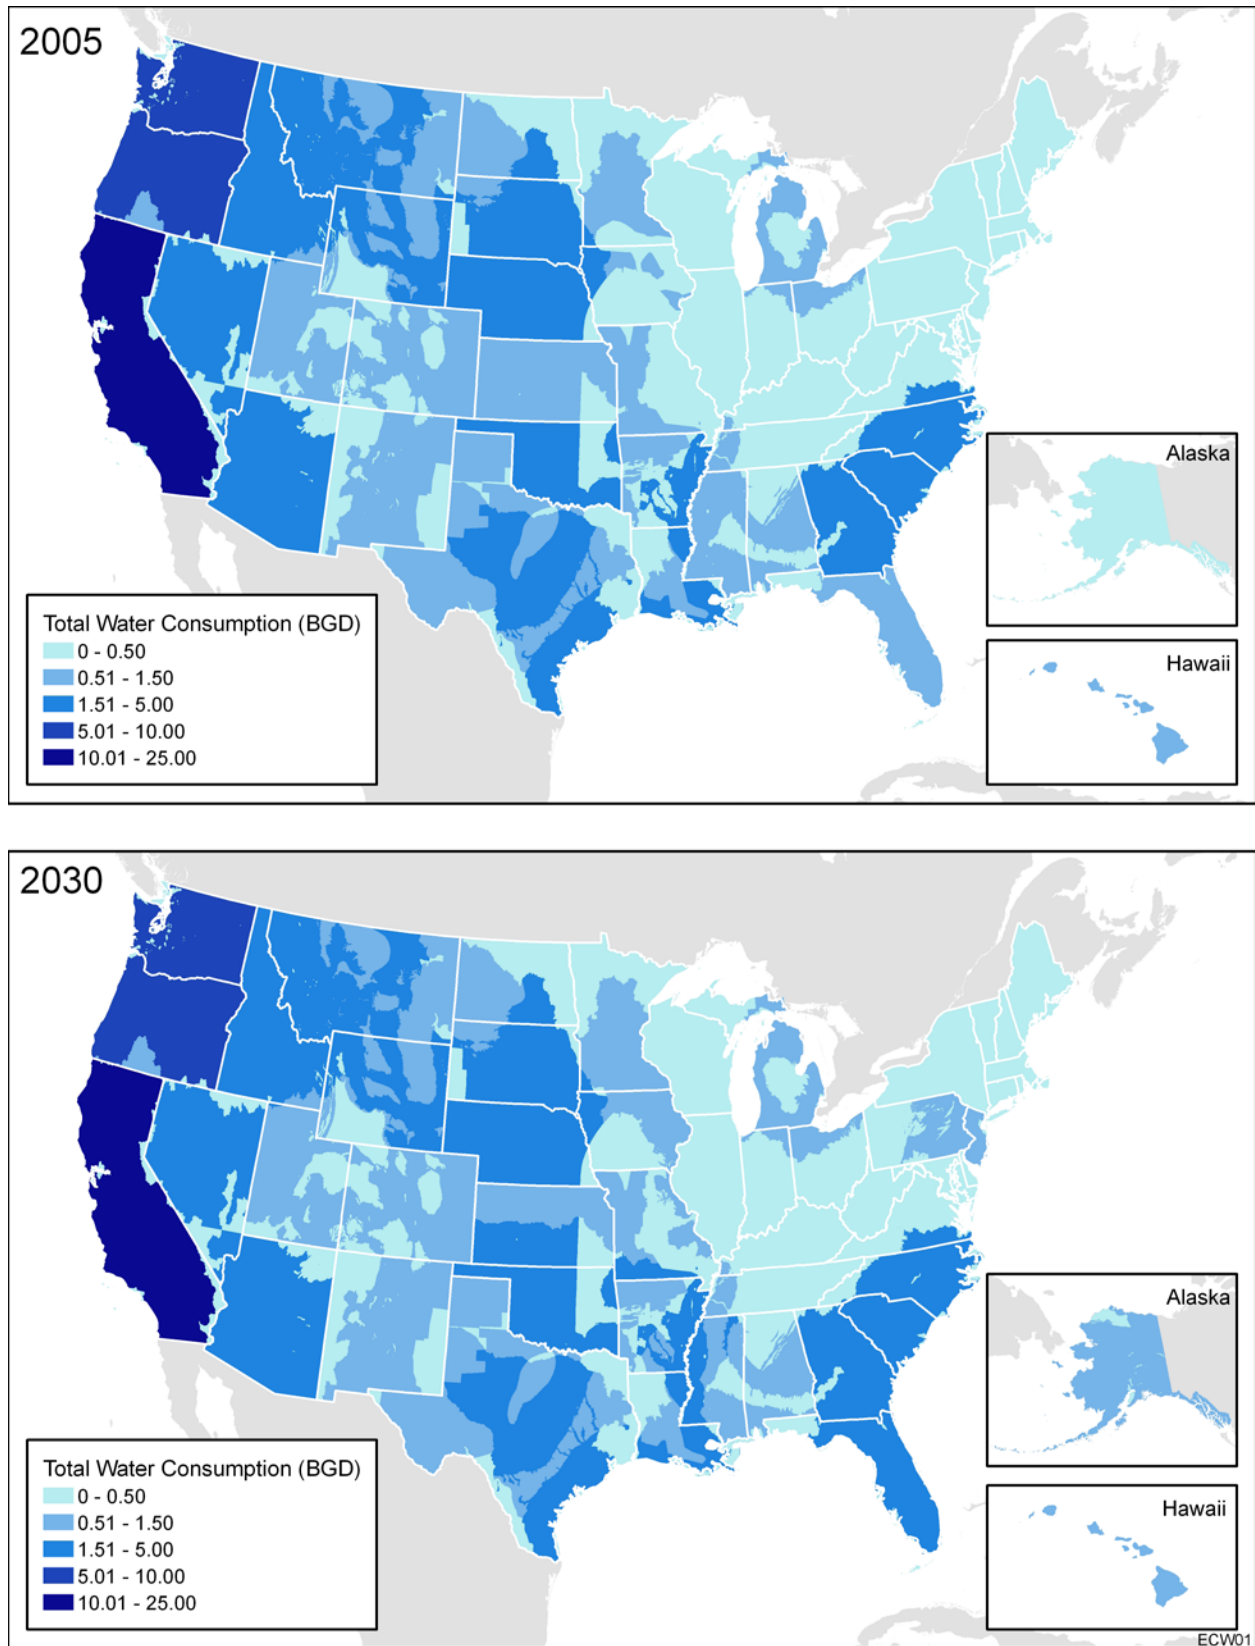 2005
Alaska
Hawaii
Total Water Consumption (BGD)
0 - 0.50
0.51 - 1.50
1.51 - 5.00
5.01 - 10.00
10.01 - 25.00
2030
Alaska
Hawaii
Total Water Consumption (BGD)
0 - 0.50
0.51 - 1.50
1.51 - 5.00
5.01 - 10.00
10.01 - 25.00
ECW01